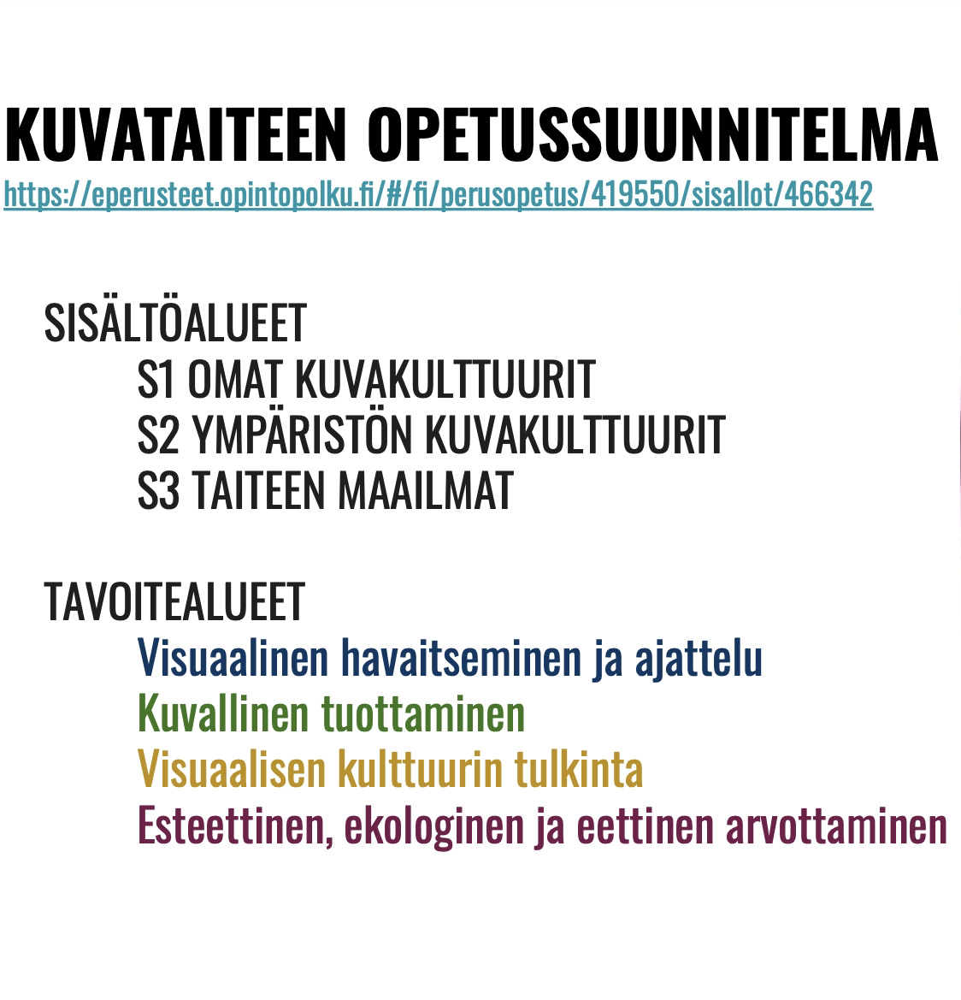 KUVATAITEEN OPETUSSUUNNITELMA
https://eperusteet.opintopolku.fi/#/fi/perusopetus/419550/sisallot/466342
SISÄLTÖALUEET
S1 OMAT KUVAKULTTUURIT
S2 YMPÄRISTÖN KUVAKULTTUURIT
S3 TAITEEN MAAILMAT
TAVOITEALUEET
Visuaalinen havaitseminen ja ajattelu
Kuvallinen tuottaminen
Visuaalisen kulttuurin tulkinta
Esteettinen, ekologinen ja eettinen arvottaminen